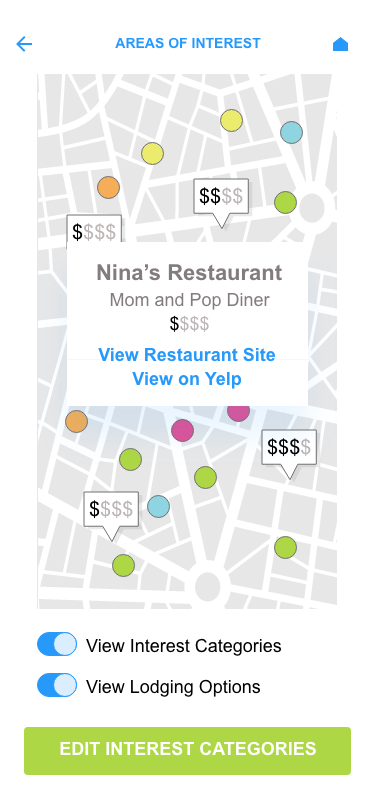 AREAS OF INTEREST
$$$$
$$$$
Nina’s Restaurant
Mom and Pop Diner
$$$$
View Restaurant Site
View on Yelp
$$$$
$$$$
View Interest Categories
View Lodging Options
EDIT INTEREST CATEGORIES